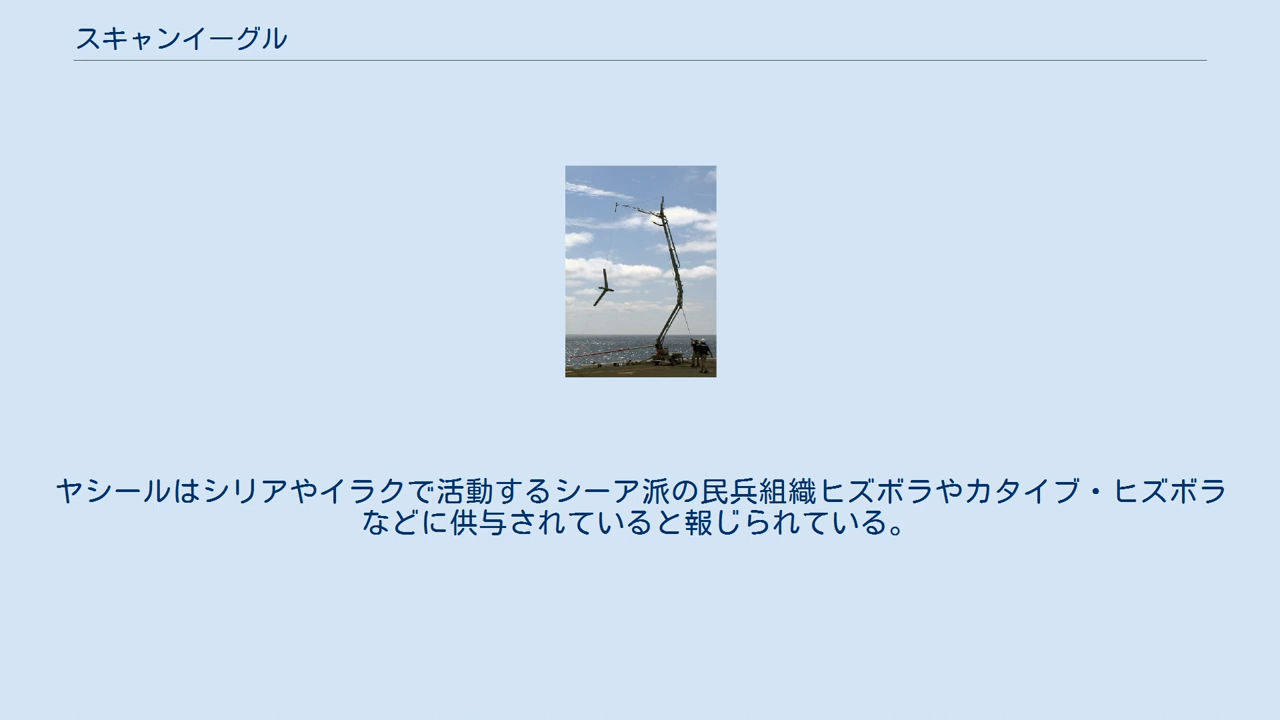 スキャンイーグル
ヤシールはシリアやイラクで活動するシーア派の民兵組織ヒズボラやカタイブ・ヒズボラ
などに供与されていると報じられている。